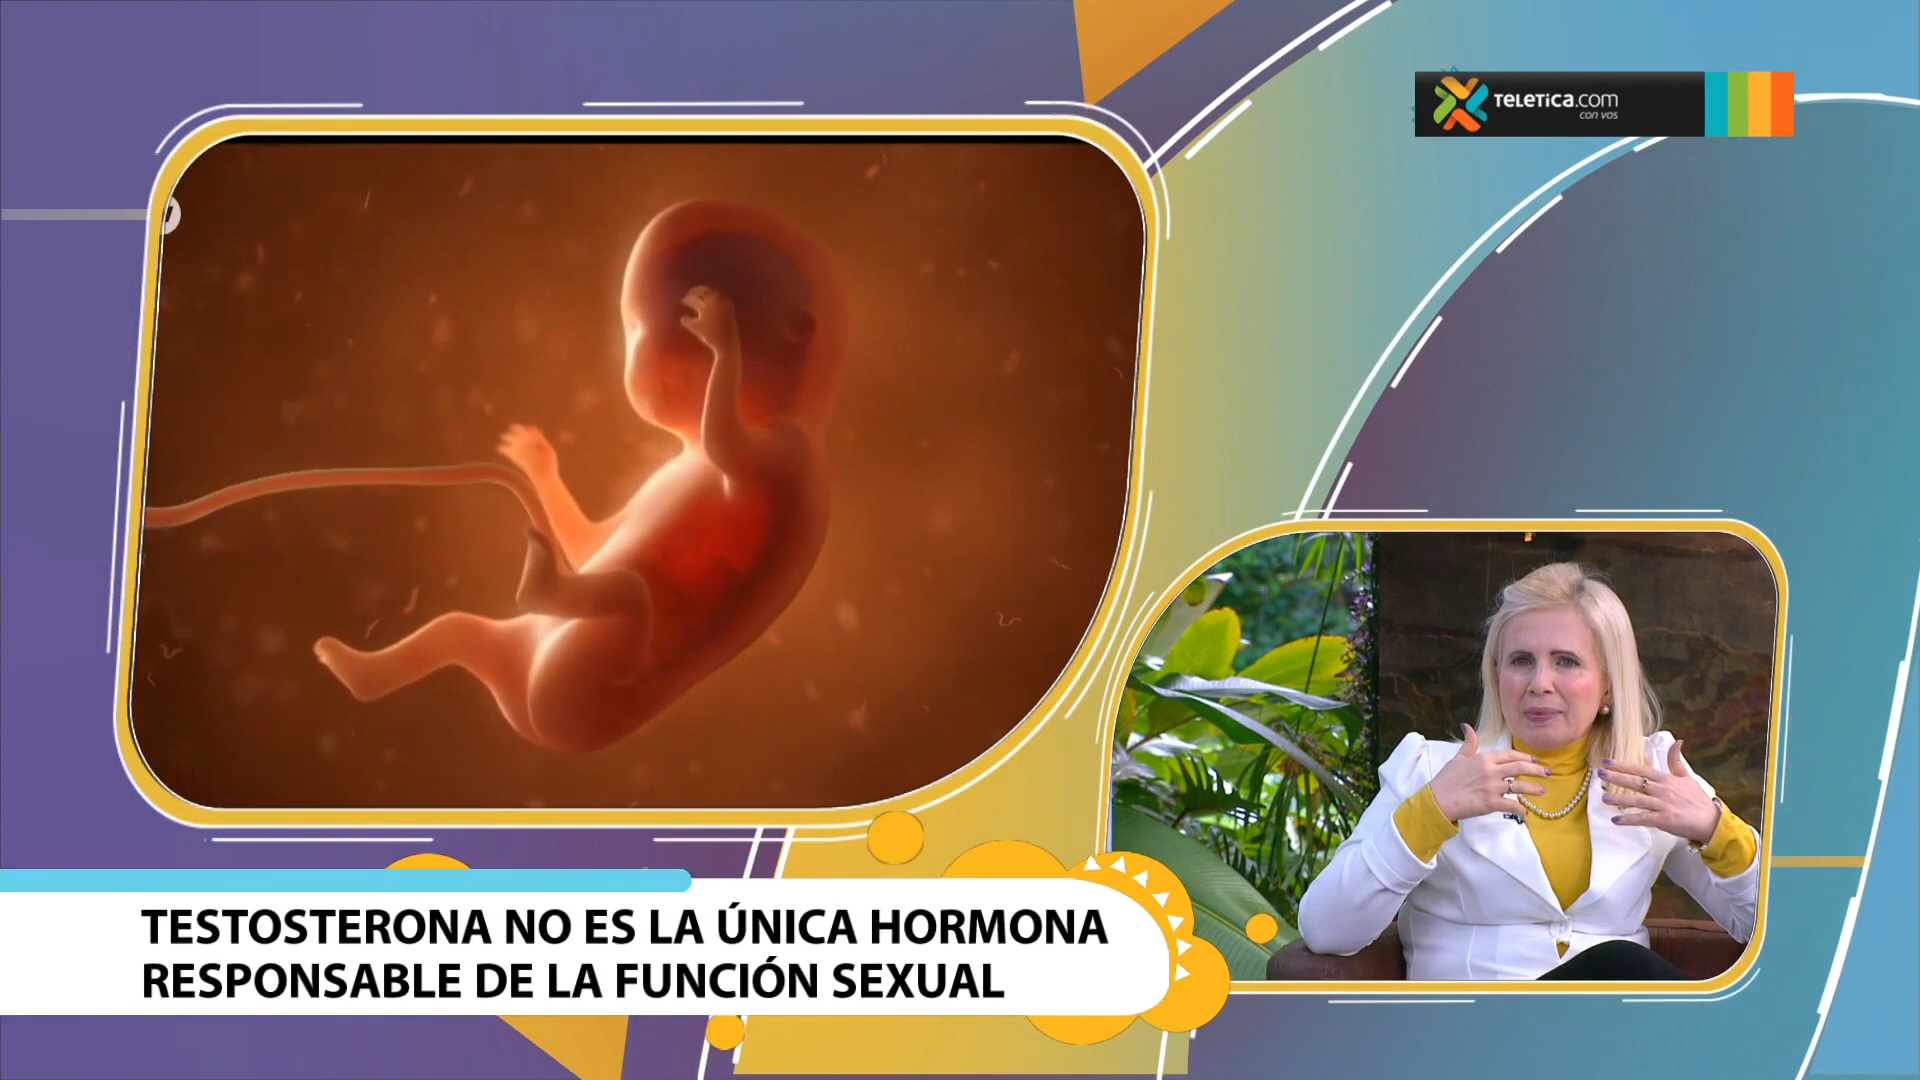 TELETICA.COM
con vos
TESTOSTERONA NO ES LA ÚNICA HORMONA
RESPONSABLE DE LA FUNCIÓN SEXUAL